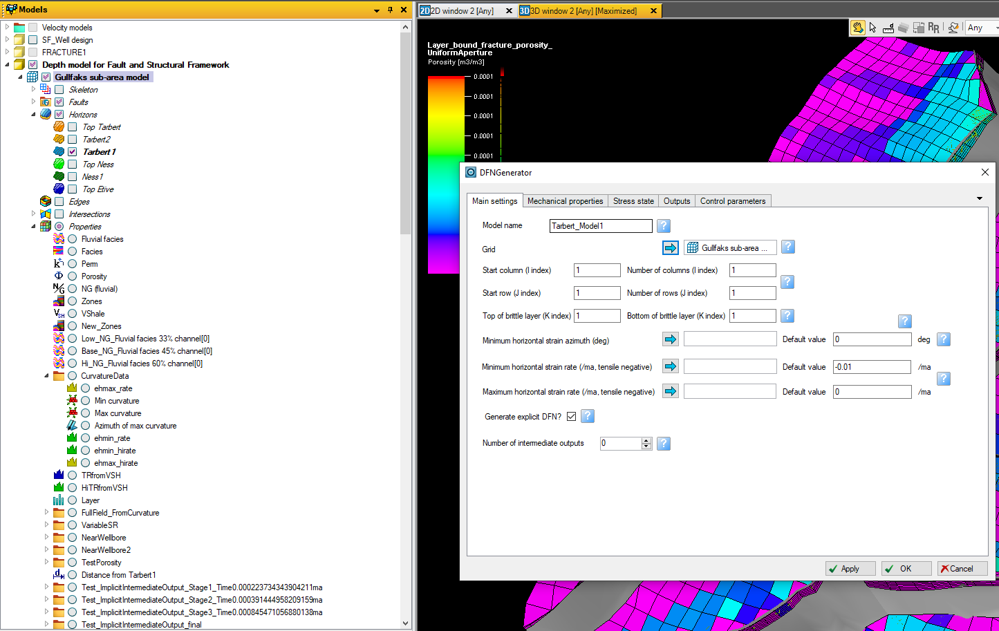 Models
Velocity models
SF_Well design
FRACTURE1
Depth model for Fault and Structural Framework
Gullfaks sub-area model
Skeleton
Faults
Horizons
Top Tarbert
Tarbert2
Tarbert1
Top Ness
Ness1
Top Etive
Edges
Intersections
Properties
Fluvial facies
Facies
Perm
Porosity
NG (fluvial)
Zones
VShale
New_Zones
Low_NG_Fluvial facies 33% channel[0]
Base_NG_Fluvial facies 45% channel[0]
Hi_NG_Fluvial facies 60% channel[0]
CurvatureData
ehmax_rate
Min curvature
Max curvature
Azimuth of max curvature
ehmin_rate
ehmin_hirate
ehmax_hirate
TRfromVSH
HiTRfromVSH
Layer
FullField_FromCurvature
VariableSR
NearWellbore
NearWellbore2
TestPorosity
Distance from Tarbert1
Test_ImplicitIntermediateOutput_Stage1_Time0.000223734343904211ma
Test_ImplicitIntermediateOutput_Stage2_Time0.000391444958209159ma
Test_ImplicitIntermediateOutput_Stage3_Time0.000845471056880138ma
Test_ImplicitIntermediateOutput_final
2D 2D window 2 [Any]
3D 3D window 2 [Any] [Maximized]
Any
Layer_bound_fracture_porosity_
UniformAperture
Porosity [m3/m3]
0.0001
0.0001
0.0001
0.0001
0.0001
DFNGenerator
Main settings Mechanical properties Stress state Outputs Control parameters
Model name Tarbert_Model1 ?
Grid Gullfaks sub-area ... ?
Start column (I index) 1 Number of columns (I index) 1 ?
Start row (J index) 1 Number of rows (J index) 1
Top of brittle layer (K index) 1 Bottom of brittle layer (K index) 1 ? ?
Minimum horizontal strain azimuth (deg) Default value 0 deg ?
Minimum horizontal strain rate (/ma, tensile negative) Default value -0.01 /ma ?
Maximum horizontal strain rate (/ma, tensile negative) Default value 0 /ma
Generate explicit DFN? ?
Number of intermediate outputs 0 ?
Apply OK Cancel